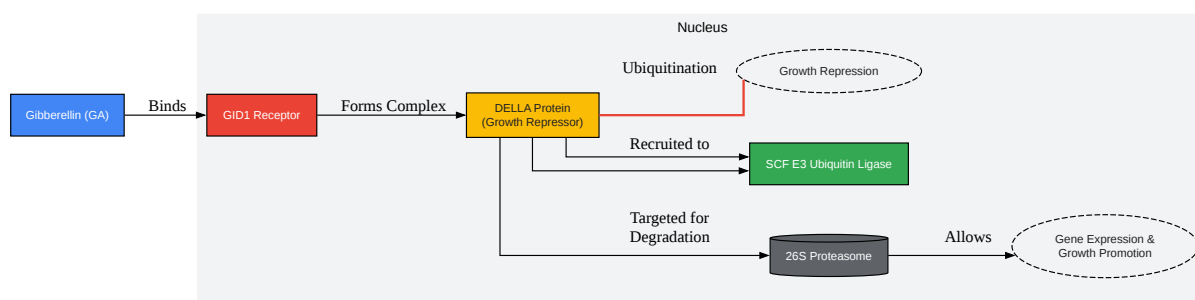 Nucleus
Ubiquitination
Growth Repression
Gibberellin (GA)
Binds
GID1 Receptor
Forms Complex
DELLA Protein
(Growth Repressor)
Recruited to
SCF E3 Ubiquitin Ligase
Targeted for
Degradation
26S Proteasome
Allows
Gene Expression &
Growth Promotion